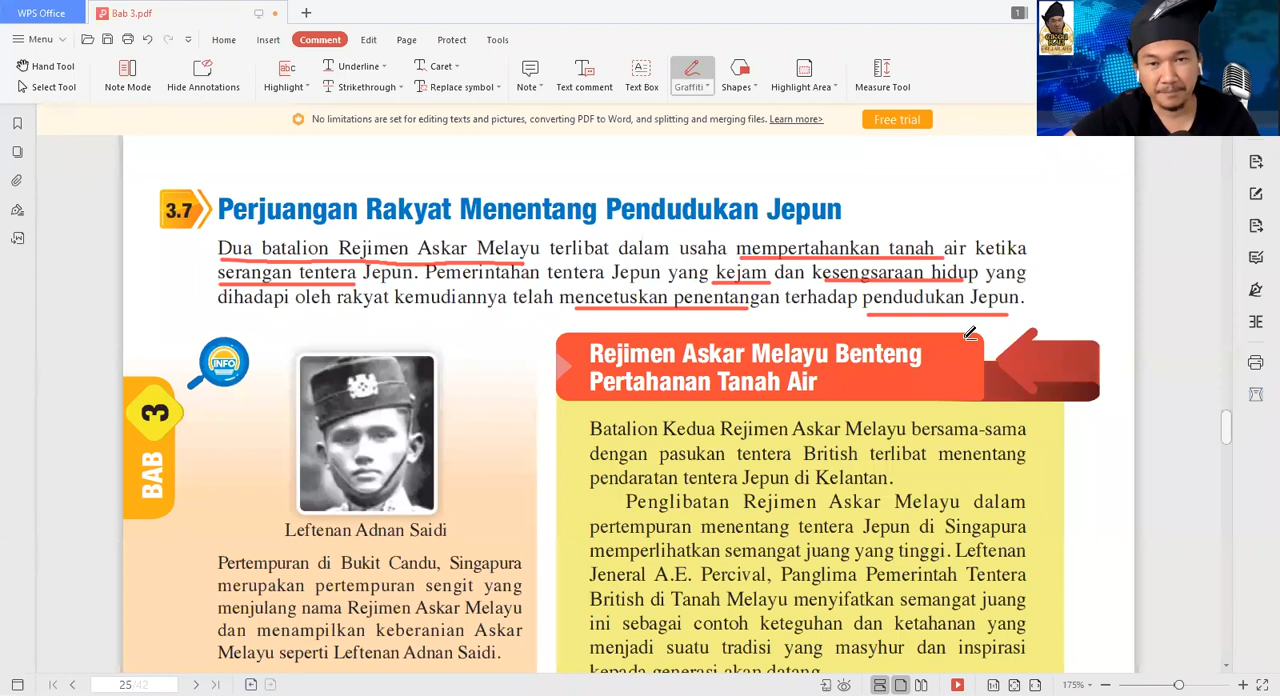 WPS Office
Bab 3.pdf
1
Menu
Home
Insert
Comment
Edit
Page
Protect
Tools
Hand Tool
Select Tool
Note Mode
Hide Annotations
abc
Highlight
Underline
Strikethrough
Caret
Replace symbol
Note
Text comment
Text Box
Graffiti
Shapes
Highlight Area
Measure Tool
No limitations are set for editing texts and pictures, converting PDF to Word, and splitting and merging files. Learn more>
Free trial
3.7 Perjuangan Rakyat Menentang Pendudukan Jepun
Dua batalion Rejimen Askar Melayu terlibat dalam usaha mempertahankan tanah air ketika
serangan tentera Jepun. Pemerintahan tentera Jepun yang kejam dan kesengsaraan hidup yang
dihadapi oleh rakyat kemudiannya telah mencetuskan penentangan terhadap pendudukan Jepun.
INFO
BAB 3
Leftenan Adnan Saidi
Pertempuran di Bukit Candu, Singapura
merupakan pertempuran sengit yang
menjulang nama Rejimen Askar Melayu
dan menampilkan keberanian Askar
Melayu seperti Leftenan Adnan Saidi.
Rejimen Askar Melayu Benteng
Pertahanan Tanah Air
Batalion Kedua Rejimen Askar Melayu bersama-sama
dengan pasukan tentera British terlibat menentang
pendaratan tentera Jepun di Kelantan.
Penglibatan Rejimen Askar Melayu dalam
pertempuran menentang tentera Jepun di Singapura
memperlihatkan semangat juang yang tinggi. Leftenan
Jeneral A.E. Percival, Panglima Pemerintah Tentera
British di Tanah Melayu menyifatkan semangat juang
ini sebagai contoh keteguhan dan ketahanan yang
menjadi suatu tradisi yang masyhur dan inspirasi
kepada generasi akan datang.
25/42
175%